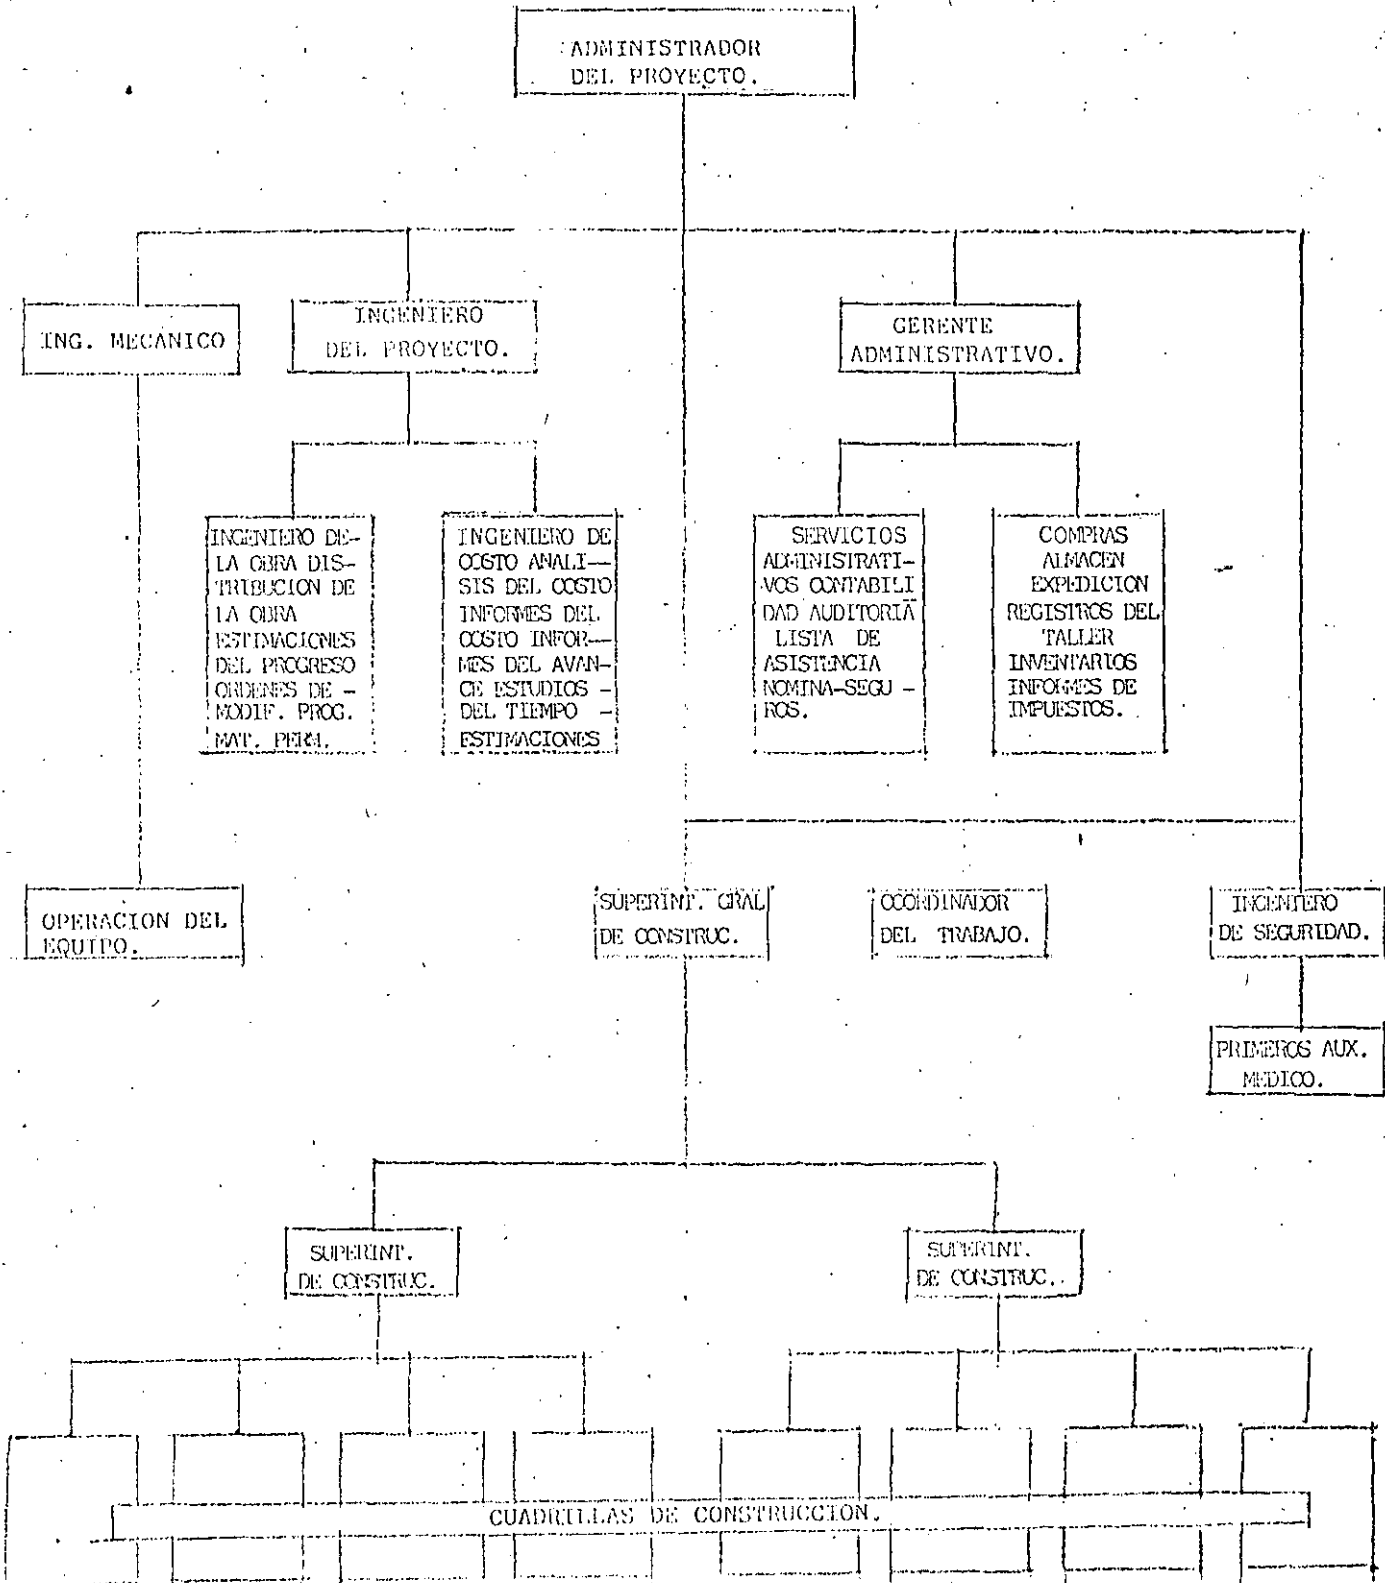 ADMINISTRADOR
DEL PROYECTO.
ING. MECANICO
INGENIERO
DEL PROYECTO.
GERENTE
ADMINISTRATIVO.
INGENIERO DE-
LA OBRA DIS-
TRIBUCION DE
LA OBRA
ESTIMACIONES
DEL PROGRESO
ORDENES DE -
MODIF. PROG.
MAT. PERM.
INGENIERO DE
COSTO ANALI--
SIS DEL COSTO
INFORMES DEL
COSTO INFOR--
MES DEL AVAN-
CE ESTUDIOS -
DEL TIEMPO -
ESTIMACIONES
SERVICIOS
ADMINISTRATI-
VOS CONTABILI
DAD AUDITORIA
LISTA DE
ASISTENCIA
NOMINA-SEGU -
ROS.
COMPRAS
ALMACEN
EXPEDICION
REGISTROS DEL
TALLER
INVENTARIOS
INFORMES DE
IMPUESTOS.
OPERACION DEL
EQUIPO.
SUPERINT. GRAL
DE CONSTRUC.
COORDINADOR
DEL TRABAJO.
INGENIERO
DE SEGURIDAD.
PRIMEROS AUX.
MEDICO.
SUPERINT.
DE CONSTRUC.
SUPERINT.
DE CONSTRUC..
CUADRILLAS DE CONSTRUCCION.